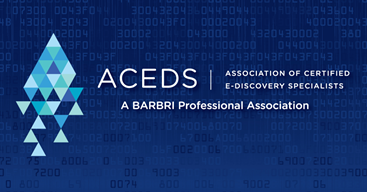 ACEDS
ASSOCIATION OF CERTIFIED
E-DISCOVERY SPECIALISTS
A BARBRI Professional Association